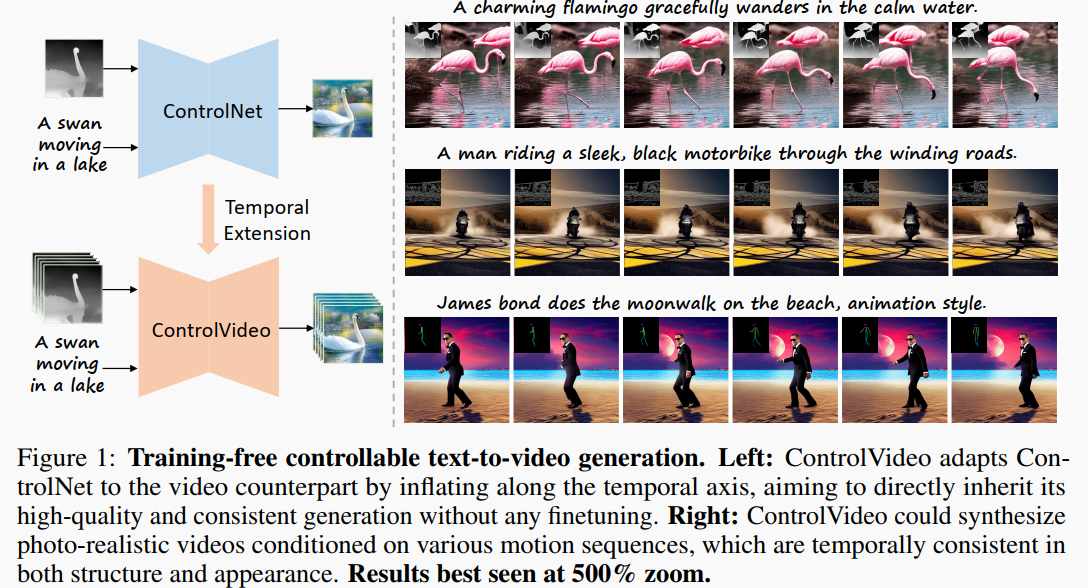 A swan
moving
in a lake
ControlNet
Temporal
Extension
A swan
moving
in a lake
ControlVideo
A charming flamingo gracefully wanders in the calm water.
A man riding a sleek, black motorbike through the winding roads.
James bond does the moonwalk on the beach, animation style.
Figure 1: Training-free controllable text-to-video generation. Left: ControlVideo adapts Con-
trolNet to the video counterpart by inflating along the temporal axis, aiming to directly inherit its
high-quality and consistent generation without any finetuning. Right: ControlVideo could synthesize
photo-realistic videos conditioned on various motion sequences, which are temporally consistent in
both structure and appearance. Results best seen at 500% zoom.